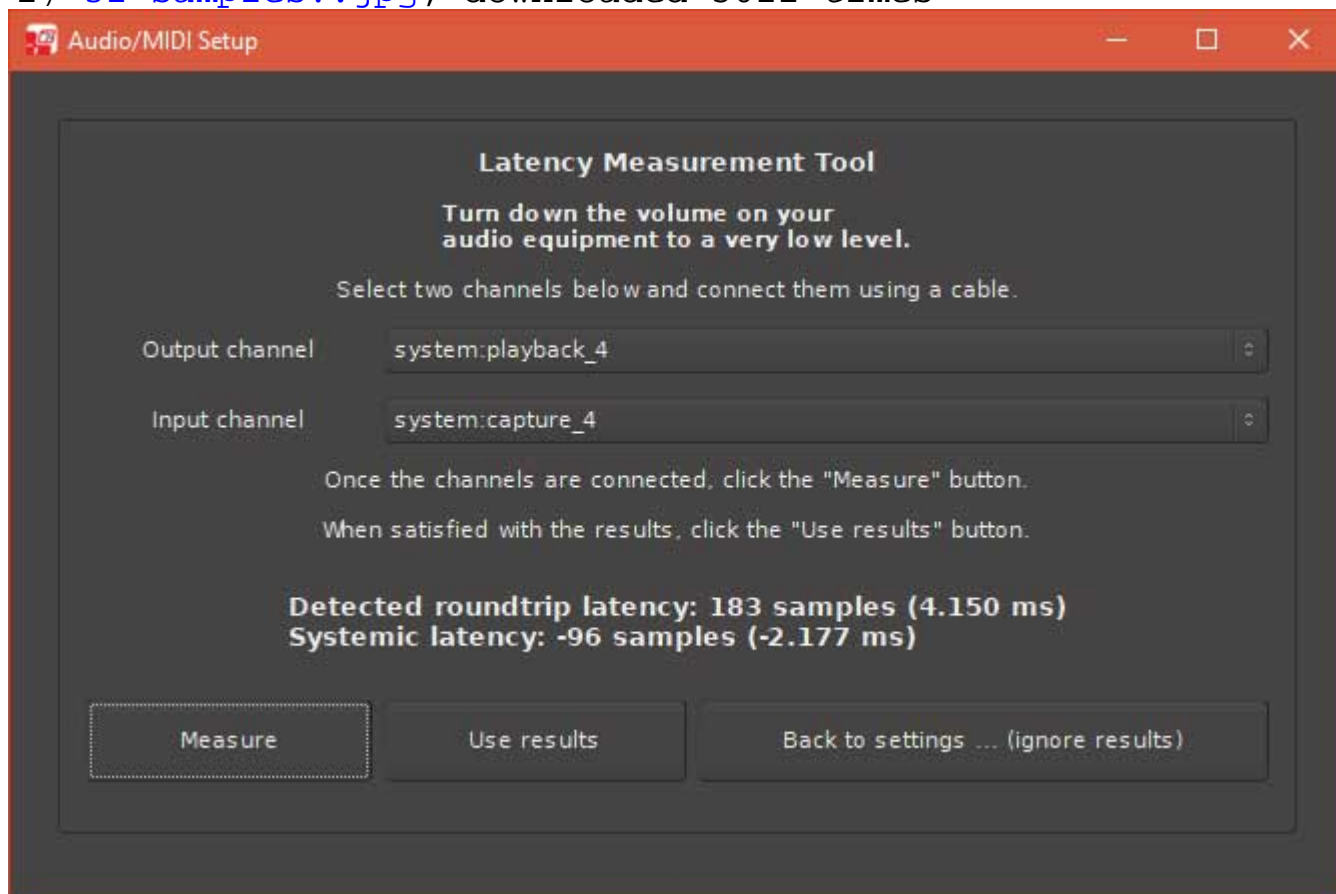 Audio/MIDI Setup
Latency Measurement Tool
Turn down the volume on your
audio equipment to a very low level.
Select two channels below and connect them using a cable.
Output channel system:playback_4
Input channel system:capture_4
Once the channels are connected, click the "Measure" button.
When satisfied with the results, click the "Use results" button.
Detected roundtrip latency: 183 samples (4.150 ms)
Systemic latency: -96 samples (-2.177 ms)
Measure Use results Back to settings ... (ignore results)